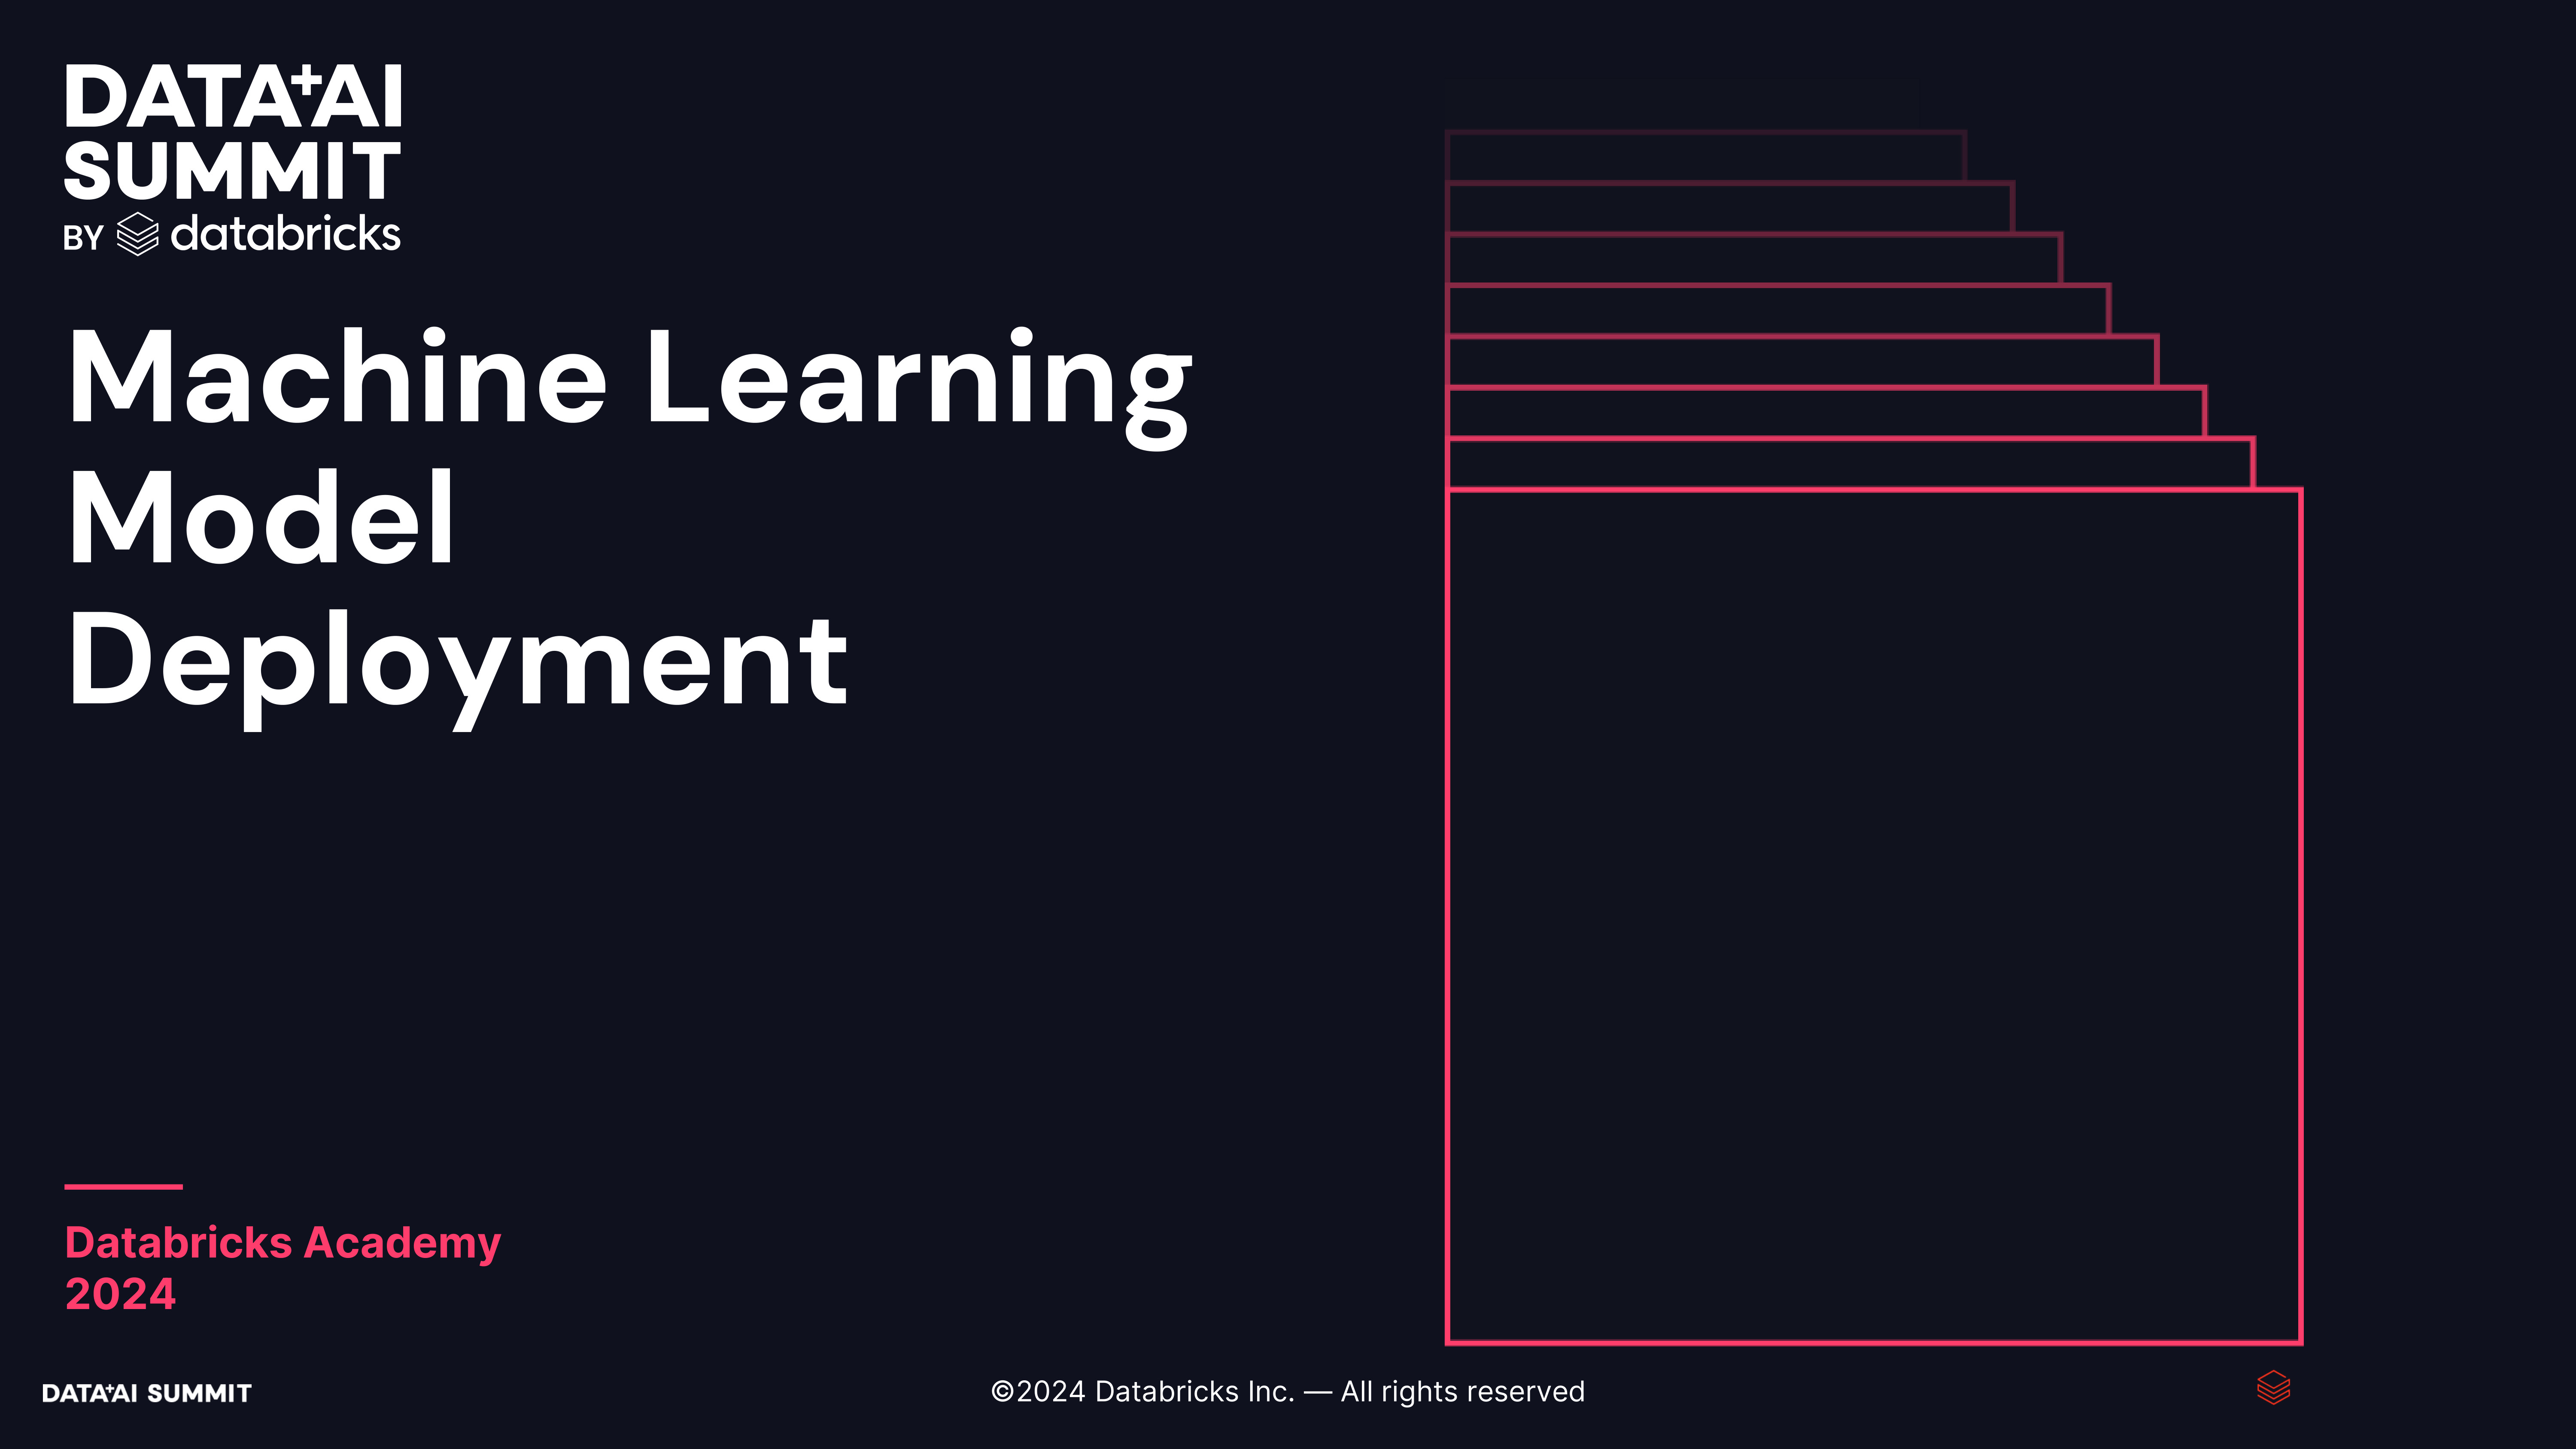 DATA+AI
SUMMIT
BY databricks
Machine Learning
Model
Deployment
Databricks Academy
2024
DATA+AI SUMMIT
©2024 Databricks Inc. — All rights reserved